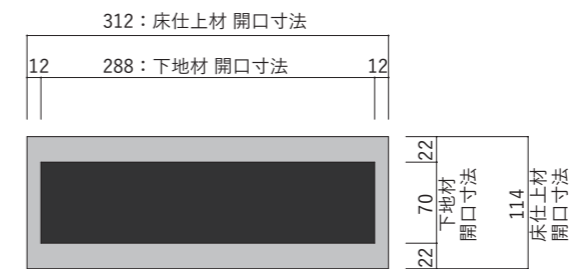 312：床仕上材 開口寸法
12
288：下地材 開口寸法
12
22
70
下地材
開口寸法
22
114
床仕上材
開口寸法